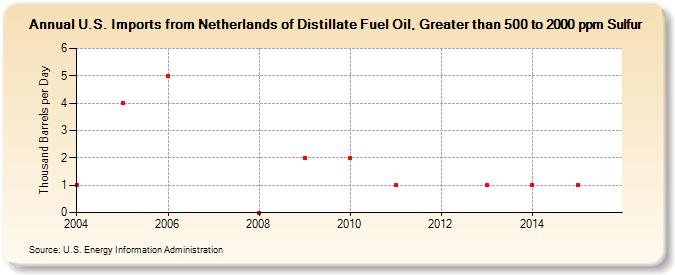 Annual U.S. Imports from Netherlands of Distillate Fuel Oil, Greater than 500 to 2000 ppm Sulfur
Thousand Barrels per Day
6
5
4
3
2
1
0
2004 2006 2008 2010 2012 2014
Source: U.S. Energy Information Administration